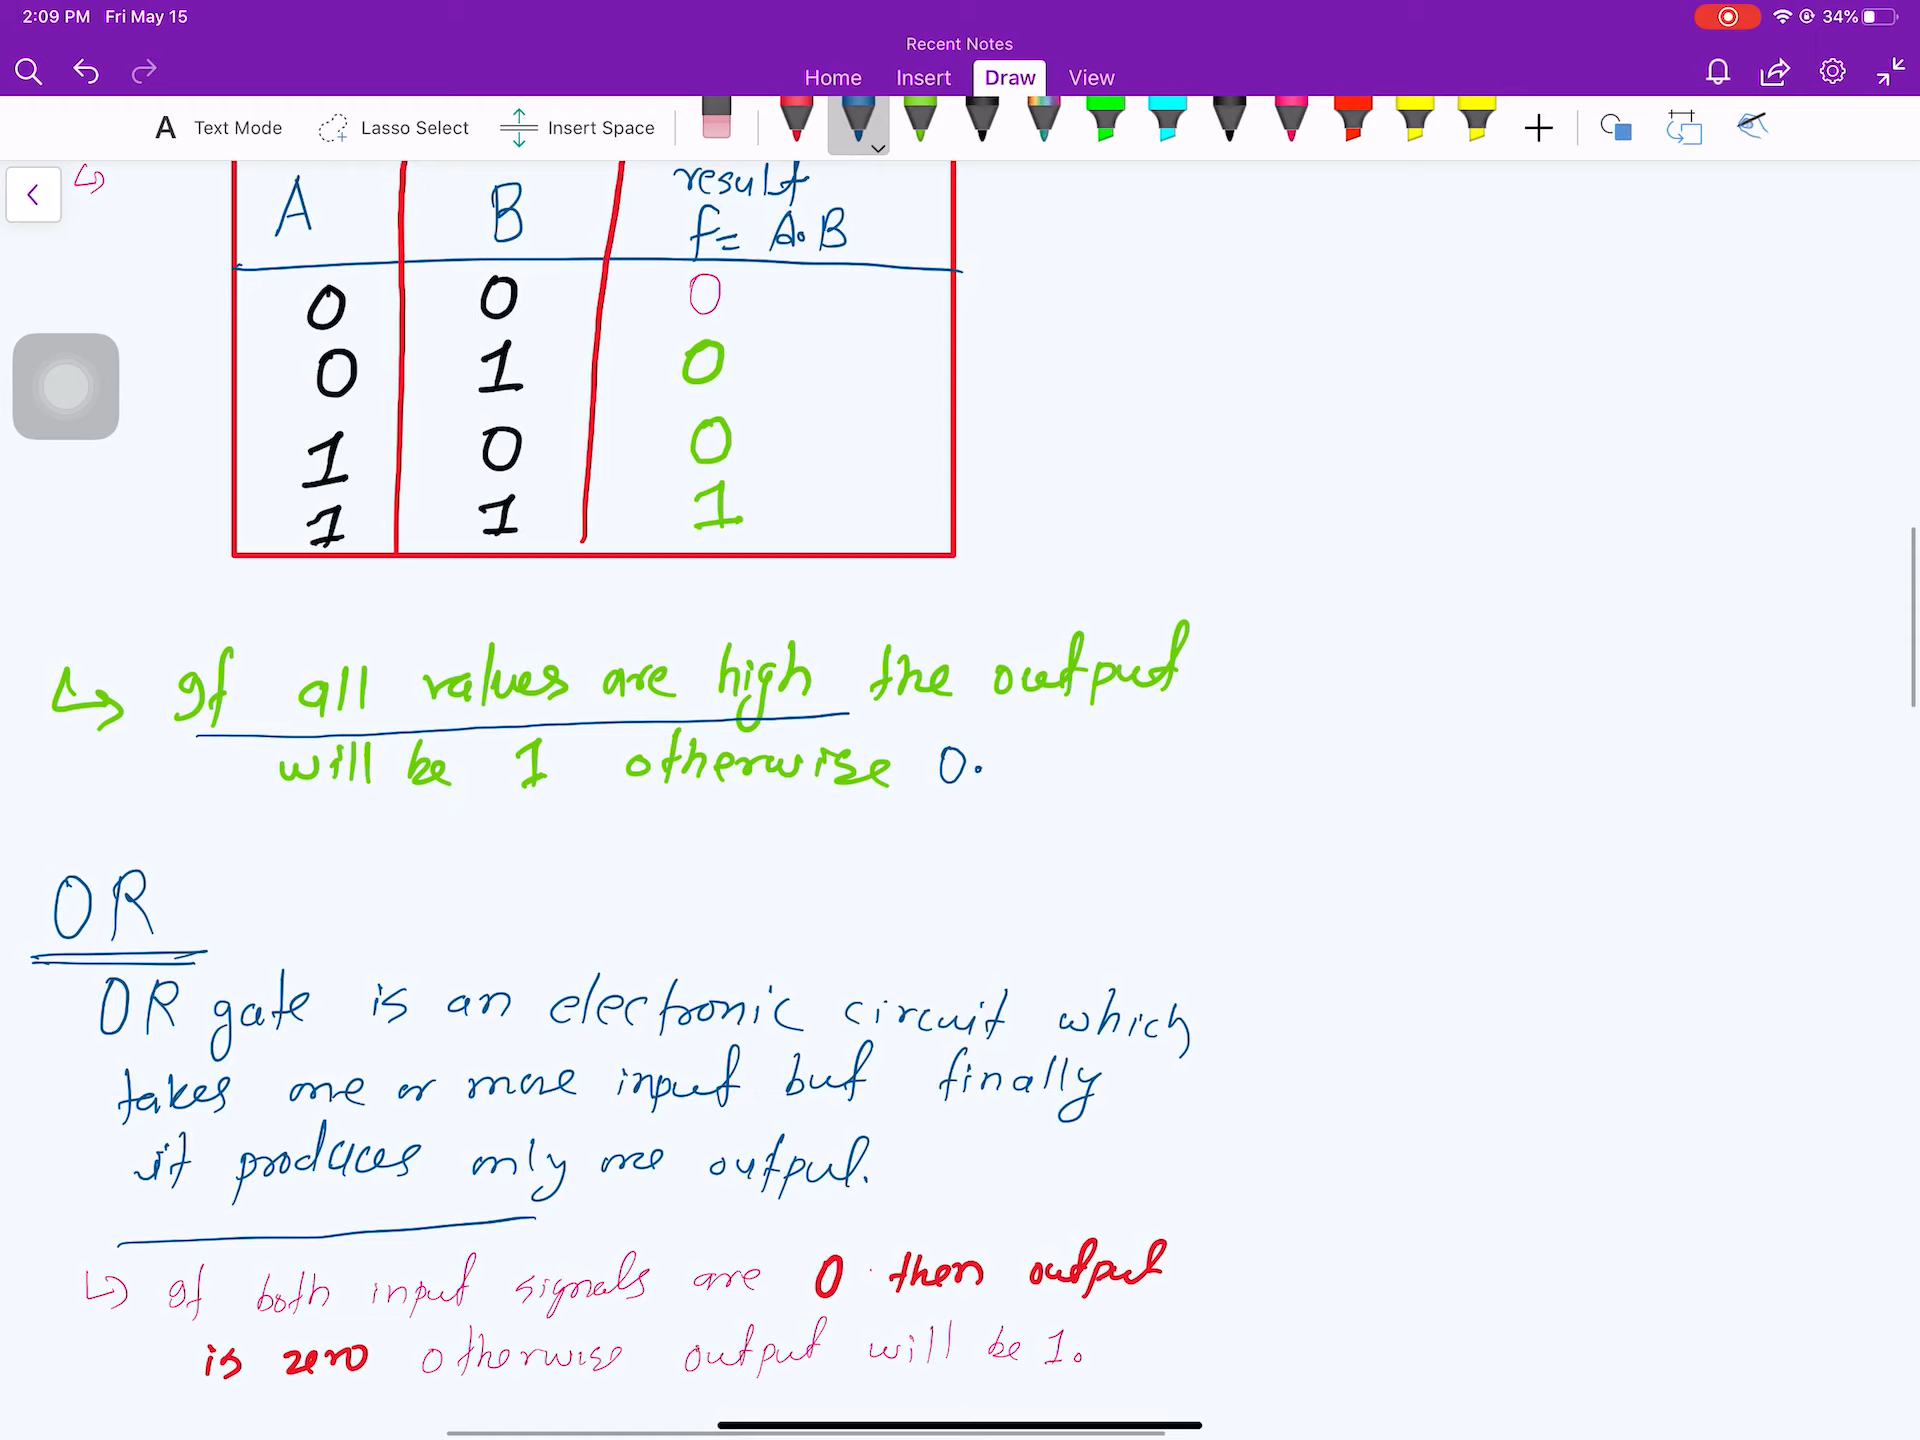 2:09 PM Fri May 15
34%
Recent Notes
Home Insert Draw View
A Text Mode Lasso Select Insert Space
A B result
f = A.B
0 0 0
0 1 0
1 0 0
1 1 1
If all values are high the output
will be 1 otherwise 0.
OR
OR gate is an electronic circuit which
takes one or more input but finally
it produces only one output.
If both input signals are 0 then output
is zero otherwise output will be 1.